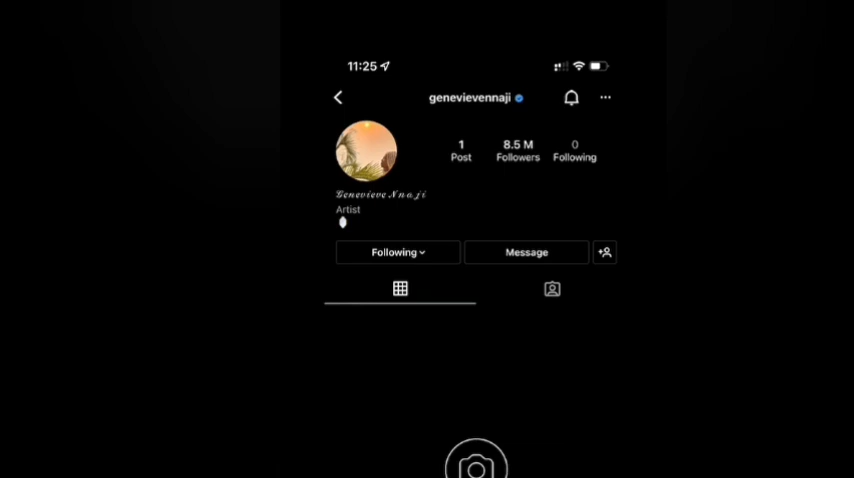 11:25
genevievennaji
1 8.5 M 0
Post Followers Following
𝒢𝑒𝓃𝑒𝓋𝒾𝑒𝓋𝑒 𝒩𝓃𝒶𝒿𝒾
Artist
Following Message